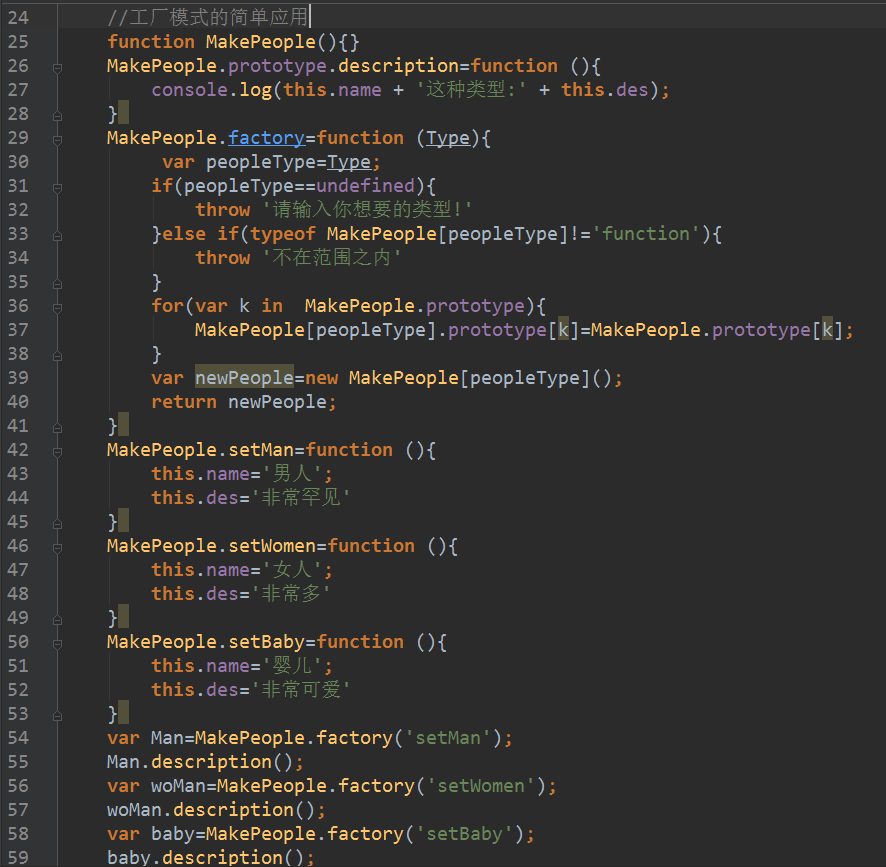 24 //工厂模式的简单应用
25 function MakePeople(){}
26 MakePeople.prototype.description=function (){
27 console.log(this.name + '这种类型:' + this.des);
28 }
29 MakePeople.factory=function (Type){
30 var peopleType=Type;
31 if(peopleType==undefined){
32 throw '请输入你想要的类型!'
33 }else if(typeof MakePeople[peopleType]!='function'){
34 throw '不在范围之内'
35 }
36 for(var k in  MakePeople.prototype){
37 MakePeople[peopleType].prototype[k]=MakePeople.prototype[k];
38 }
39 var newPeople=new MakePeople[peopleType]();
40 return newPeople;
41 }
42 MakePeople.setMan=function (){
43 this.name='男人';
44 this.des='非常罕见'
45 }
46 MakePeople.setWomen=function (){
47 this.name='女人';
48 this.des='非常多'
49 }
50 MakePeople.setBaby=function (){
51 this.name='婴儿';
52 this.des='非常可爱'
53 }
54 var Man=MakePeople.factory('setMan');
55 Man.description();
56 var woMan=MakePeople.factory('setWomen');
57 woMan.description();
58 var baby=MakePeople.factory('setBaby');
59 baby.description();